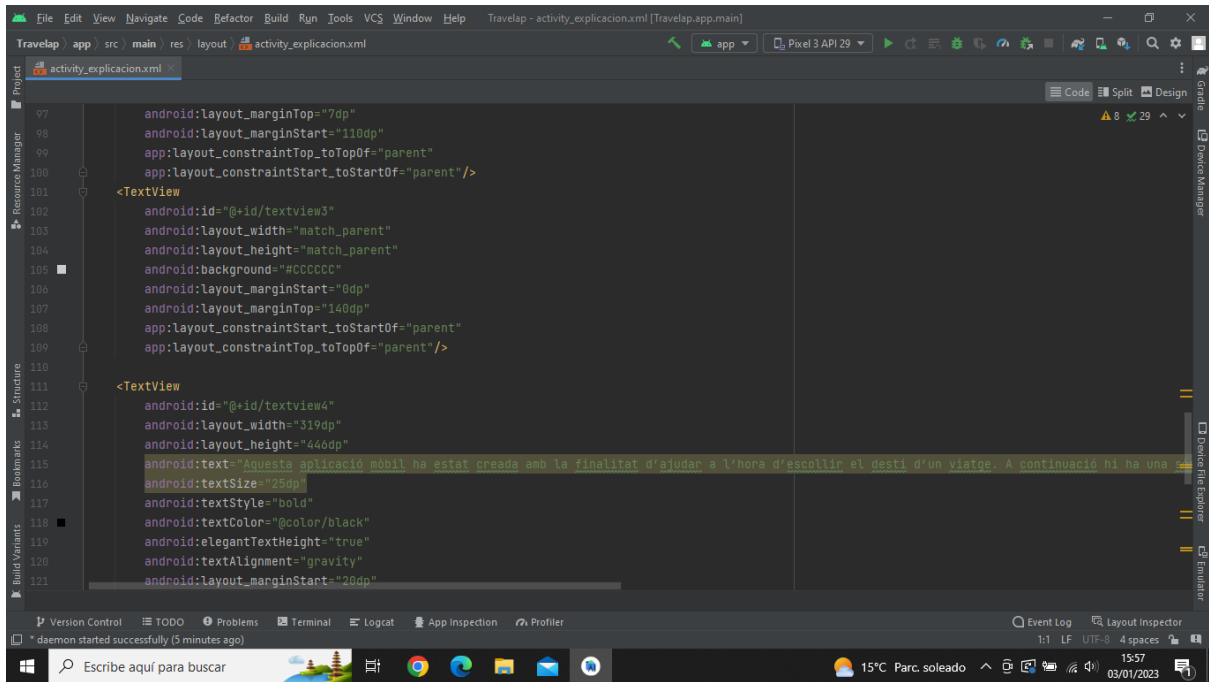 File Edit View Navigate Code Refactor Build Run Tools VCS Window Help Travelap - activity_explicacion.xml [Travelap.app.main]
Travelap app src main res layout activity_explicacion.xml app Pixel 3 API 29
activity_explicacion.xml
Code Split Design
8 29
97 android:layout_marginTop="7dp"
98 android:layout_marginStart="110dp"
99 app:layout_constraintTop_toTopOf="parent"
100 app:layout_constraintStart_toStartOf="parent"/>
101 <TextView
102 android:id="@+id/textview3"
103 android:layout_width="match_parent"
104 android:layout_height="match_parent"
105 android:background="#CCCCCC"
106 android:layout_marginStart="0dp"
107 android:layout_marginTop="140dp"
108 app:layout_constraintStart_toStartOf="parent"
109 app:layout_constraintTop_toTopOf="parent"/>
110
111 <TextView
112 android:id="@+id/textview4"
113 android:layout_width="319dp"
114 android:layout_height="446dp"
115 android:text="Aquesta aplicació mòbil ha estat creada amb la finalitat d'ajudar a l'hora d'escollir el desti d'un viatge. A continuació hi ha una
116 android:textSize="25dp"
117 android:textStyle="bold"
118 android:textColor="@color/black"
119 android:elegantTextHeight="true"
120 android:textAlignment="gravity"
121 android:layout_marginStart="20dp"
Project
Resource Manager
Structure
Bookmarks
Build Variants
Gradle
Device Manager
Device File Explorer
Emulator
Version Control TODO Problems Terminal Logcat App Inspection Profiler Event Log Layout Inspector
* daemon started successfully (5 minutes ago) 1:1 LF UTF-8 4 spaces
Escribe aquí para buscar 15°C Parc. soleado 15:57
03/01/2023
1